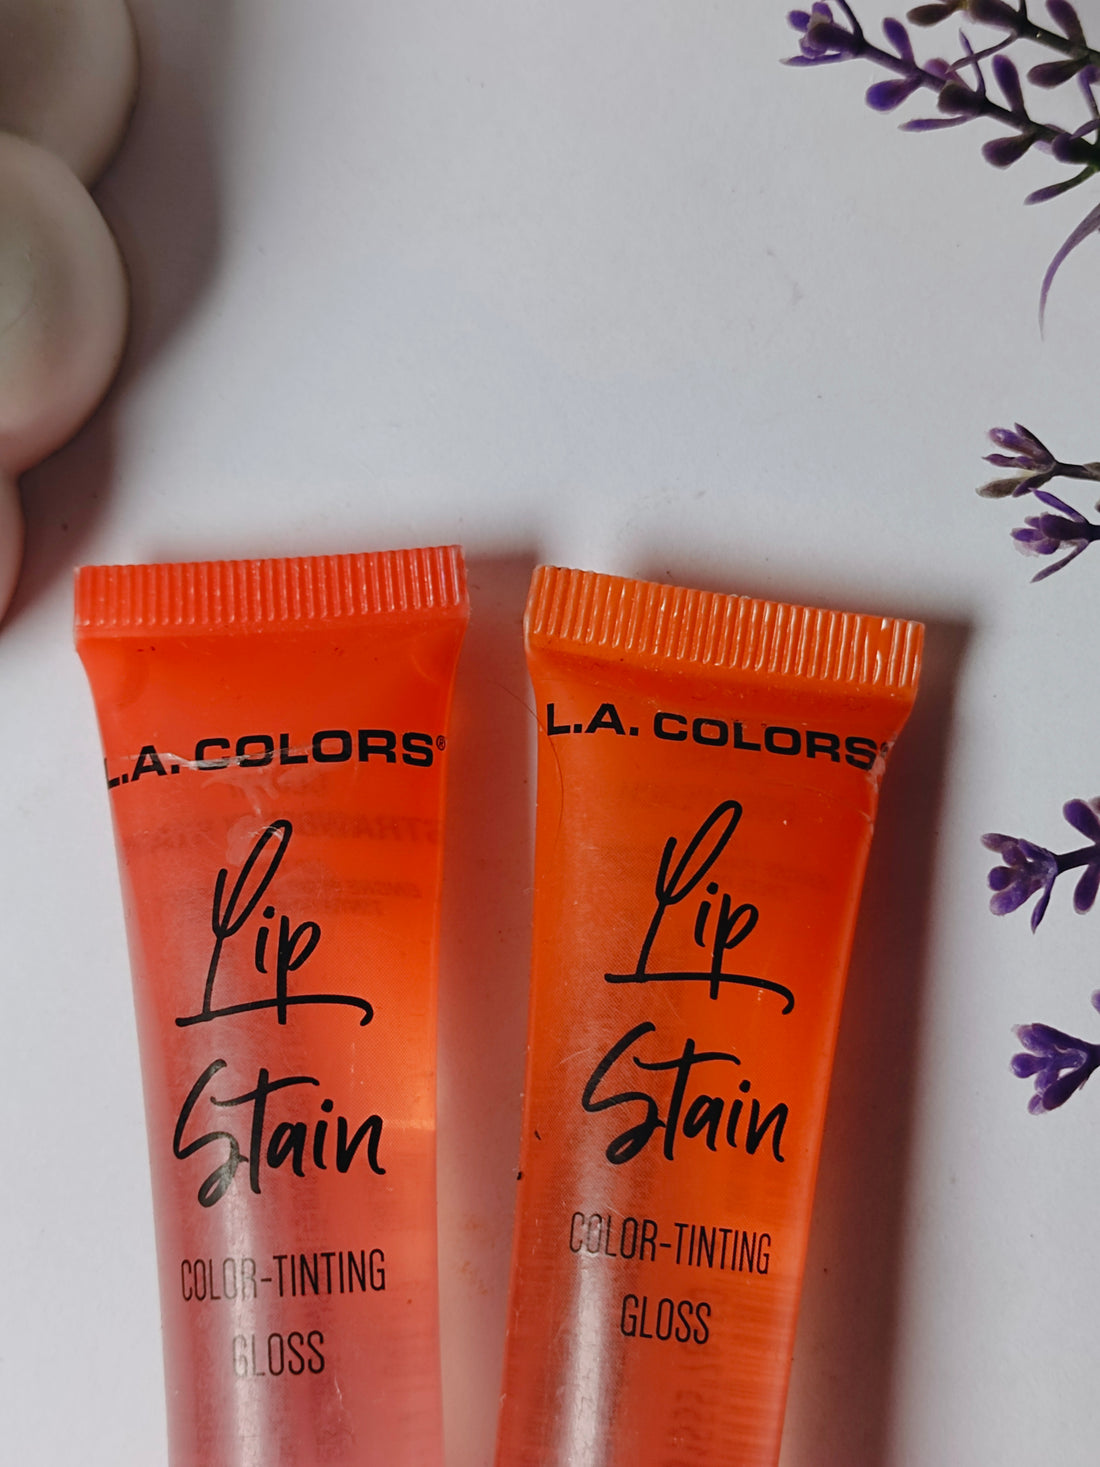 L.A. COLORS®
Lip
Stain
COLOR-TINTING
GLOSS
L.A. COLORS
Lip
Stain
COLOR-TINTING
GLOSS